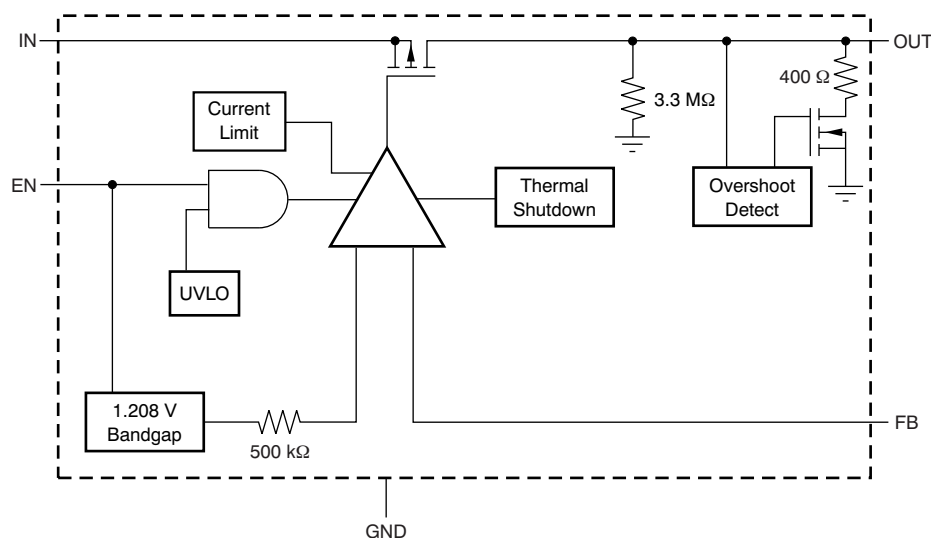 IN
OUT
400 Ω
3.3 MΩ
Current
Limit
EN
Thermal
Shutdown
Overshoot
Detect
UVLO
1.208 V
Bandgap
500 kΩ
FB
GND